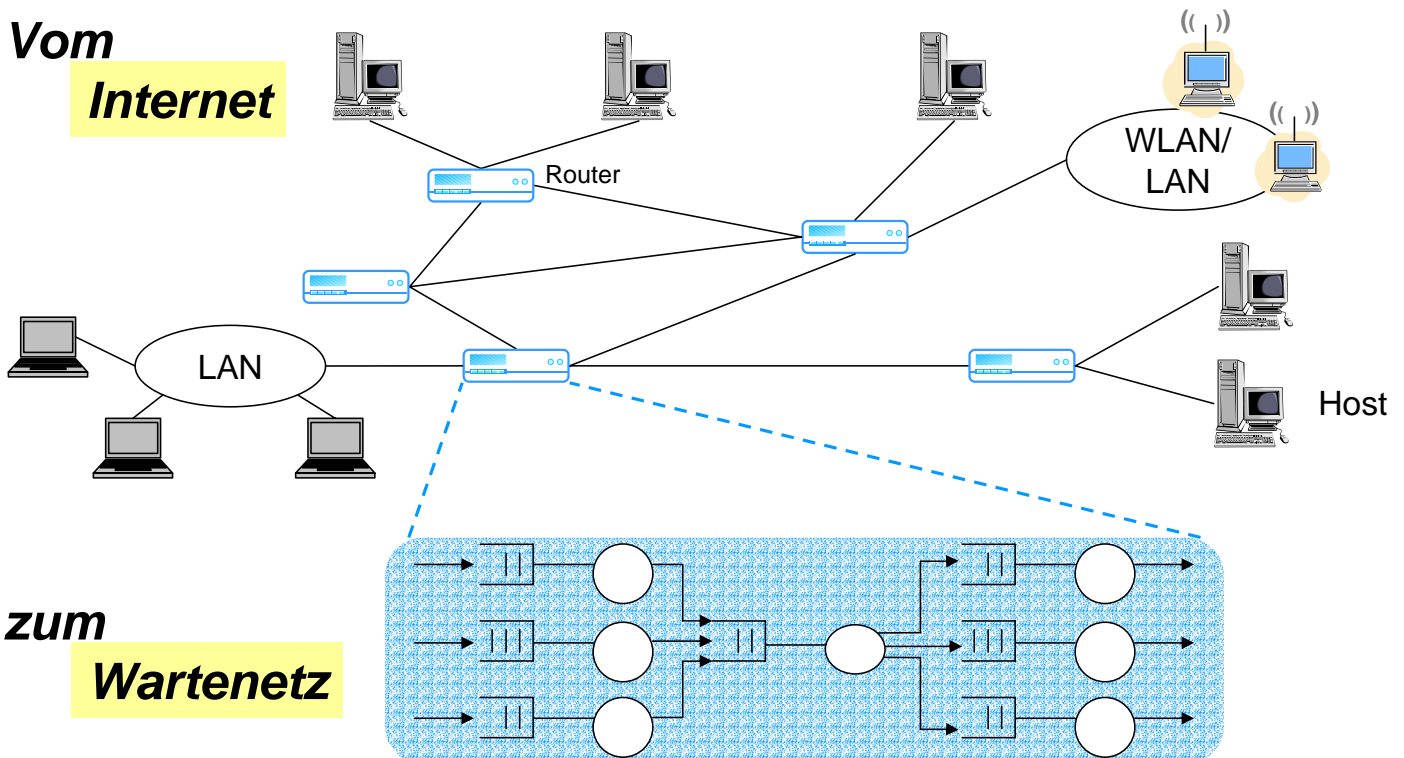 Vom
Internet
Router
WLAN/
LAN
LAN
Host
zum
Wartenetz